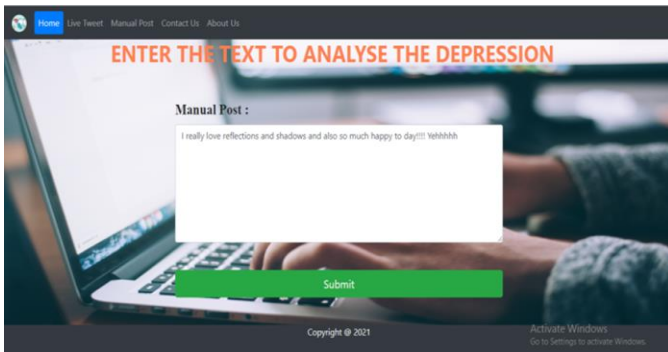 Home Live Tweet Manual Post Contact Us About Us
ENTER THE TEXT TO ANALYSE THE DEPRESSION
Manual Post :
I really love reflections and shadows and also so much happy to day!!!! Yehhhhh
Submit
Copyright @ 2021
Activate Windows
Go to Settings to activate Windows.